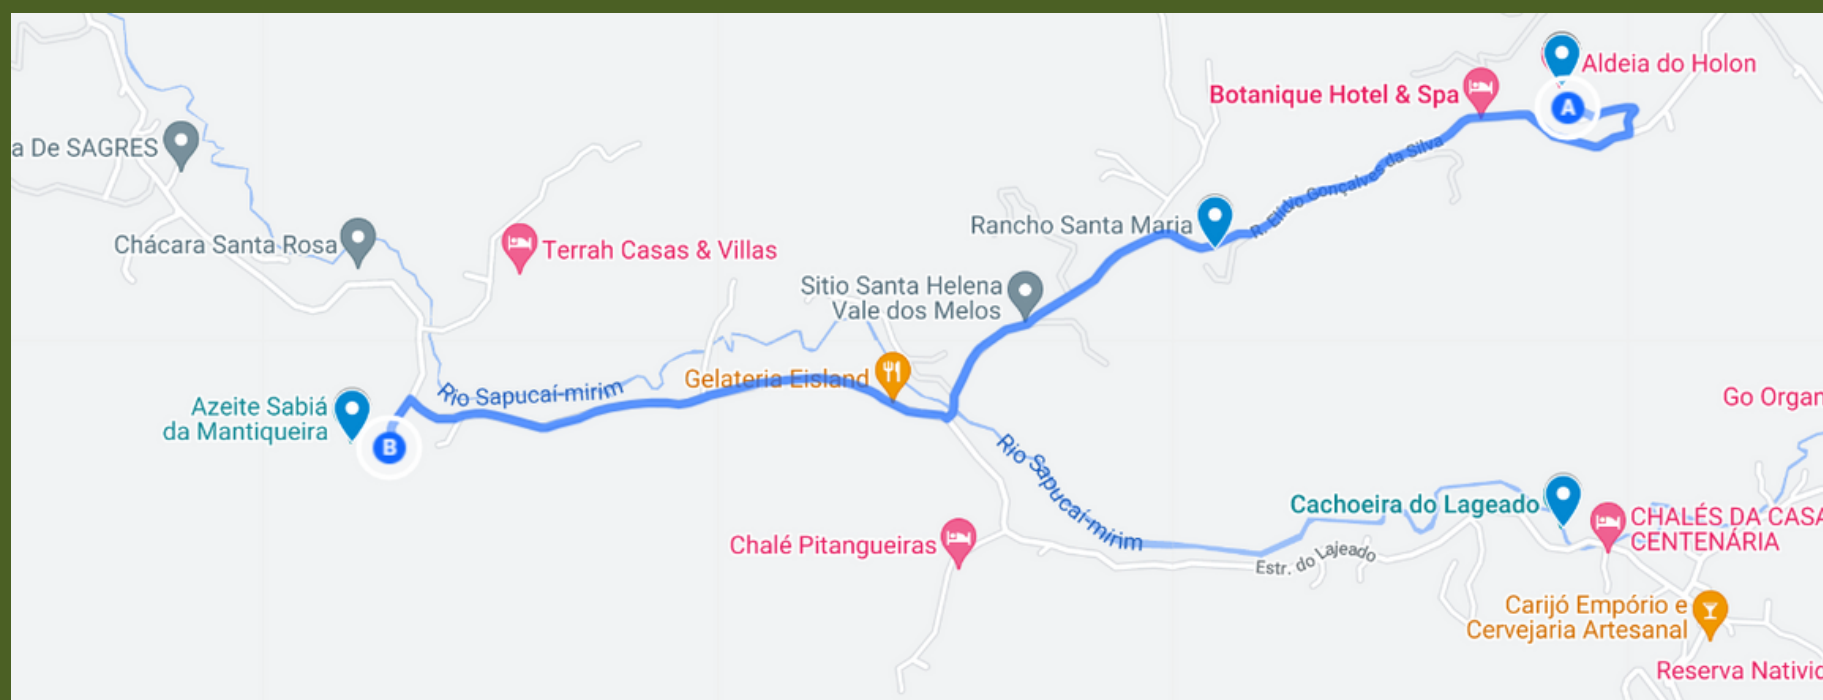 Aldeia do Holon
Botanique Hotel & Spa
A
a De SAGRES
R. Elídio Gonçalves da Silva
Rancho Santa Maria
Chácara Santa Rosa
Terrah Casas & Villas
Sitio Santa Helena
Vale dos Melos
Gelateria Eisland
Rio Sapucaí-mirim
Azeite Sabiá
da Mantiqueira
B
Go Organ
Rio Sapucaí-mirim
Cachoeira do Lageado
CHALÉS DA CASA
CENTENÁRIA
Chalé Pitangueiras
Estr. do Lajeado
Carijó Empório e
Cervejaria Artesanal
Reserva Nativid